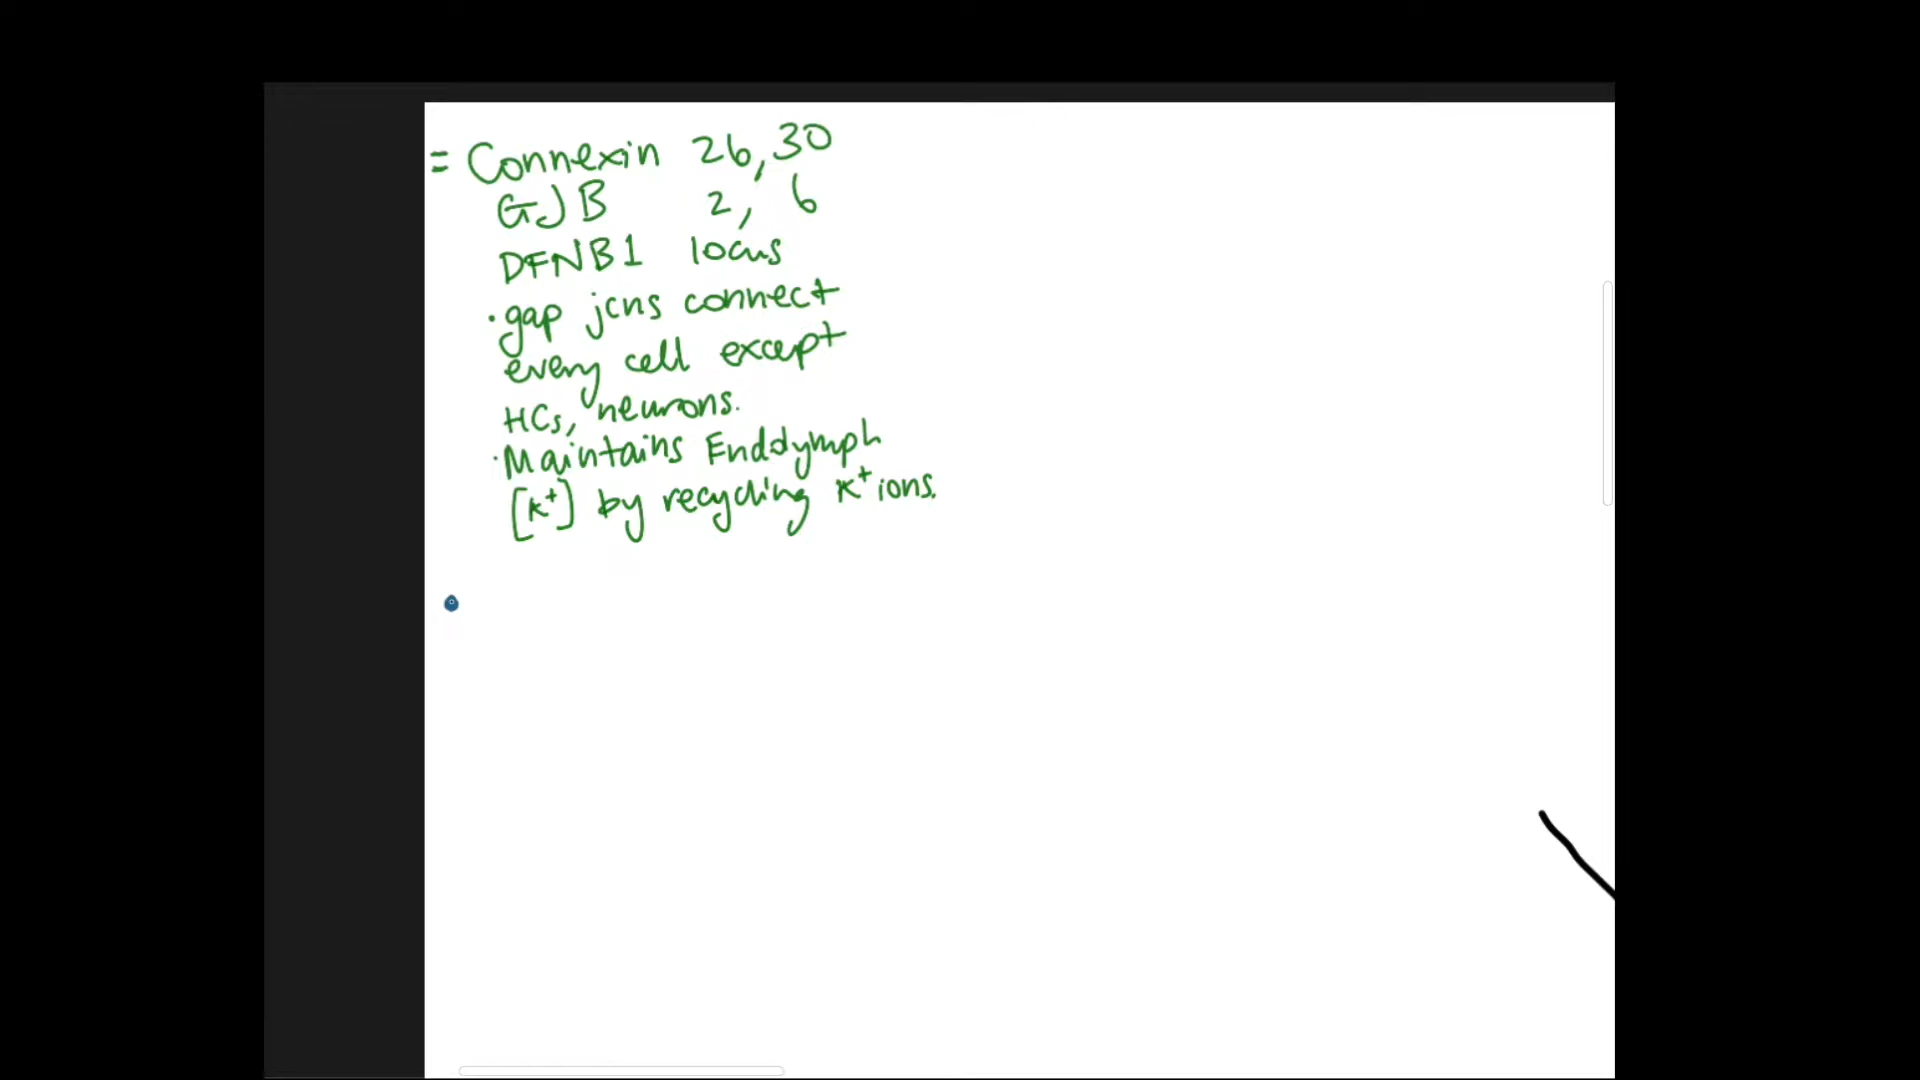 = Connexin 26, 30
GJB 2, 6
DFNB1 locus
· gap jcns connect
every cell except
HCs, neurons.
· Maintains Endolymph
[K+] by recycling K+ ions.